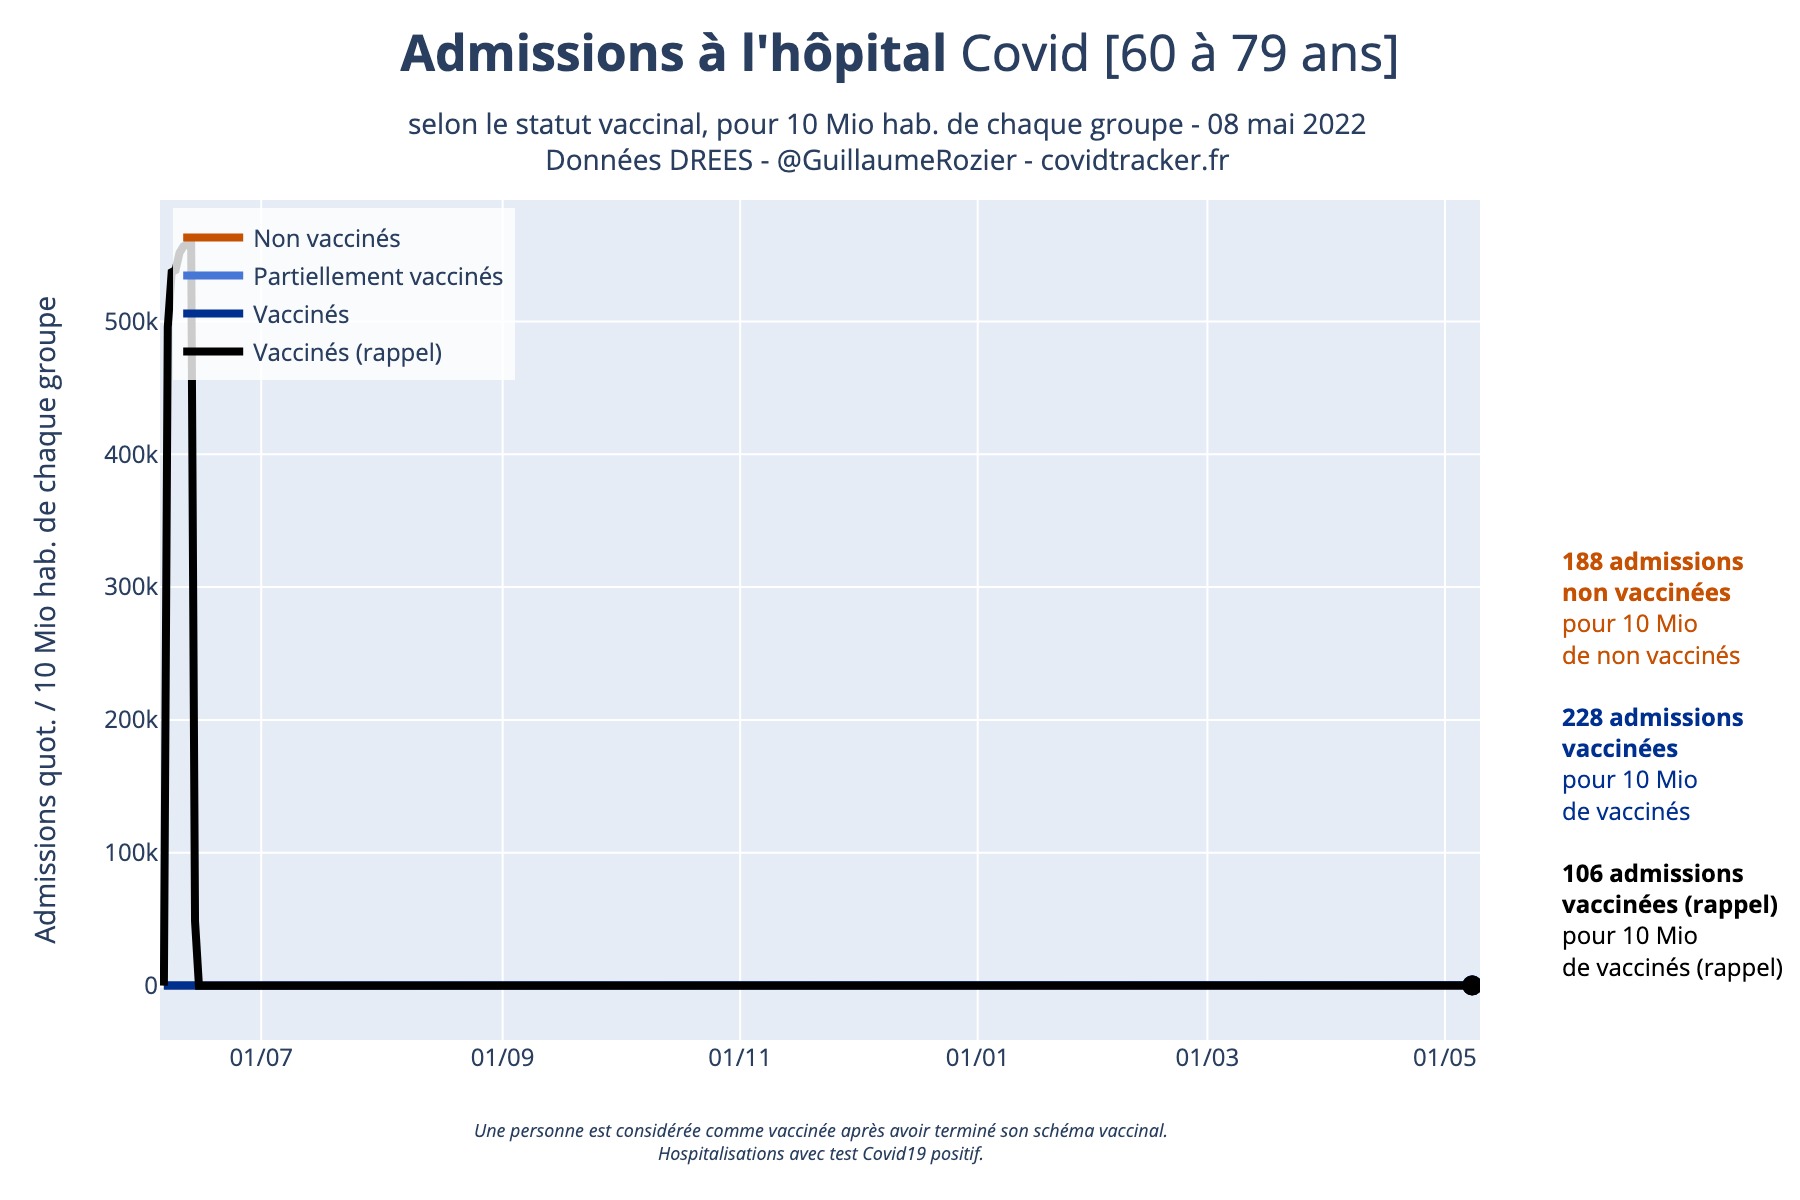 Admissions à l'hôpital Covid [60 à 79 ans]
selon le statut vaccinal, pour 10 Mio hab. de chaque groupe - 08 mai 2022
Données DREES - @GuillaumeRozier - covidtracker.fr
Non vaccinés
Partiellement vaccinés
Vaccinés
Vaccinés (rappel)
Admissions quot. / 10 Mio hab. de chaque groupe
500k
400k
300k
200k
100k
0
01/07
01/09
01/11
01/01
01/03
01/05
188 admissions
non vaccinées
pour 10 Mio
de non vaccinés
228 admissions
vaccinées
pour 10 Mio
de vaccinés
106 admissions
vaccinées (rappel)
pour 10 Mio
de vaccinés (rappel)
Une personne est considérée comme vaccinée après avoir terminé son schéma vaccinal.
Hospitalisations avec test Covid19 positif.